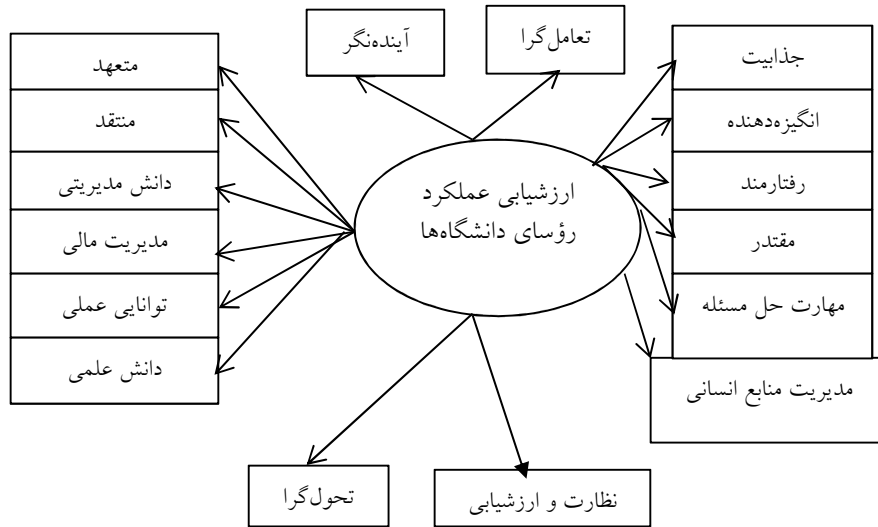 تعامل‌گرا
آینده‌نگر
جذابیت
انگیزه‌دهنده
رفتارمند
مقتدر
مهارت حل مسئله
مدیریت منابع انسانی
ارزشیابی عملکرد
رؤسای دانشگاه‌ها
متعهد
منتقد
دانش مدیریتی
مدیریت مالی
توانایی عملی
دانش علمی
نظارت و ارزشیابی
تحول‌گرا